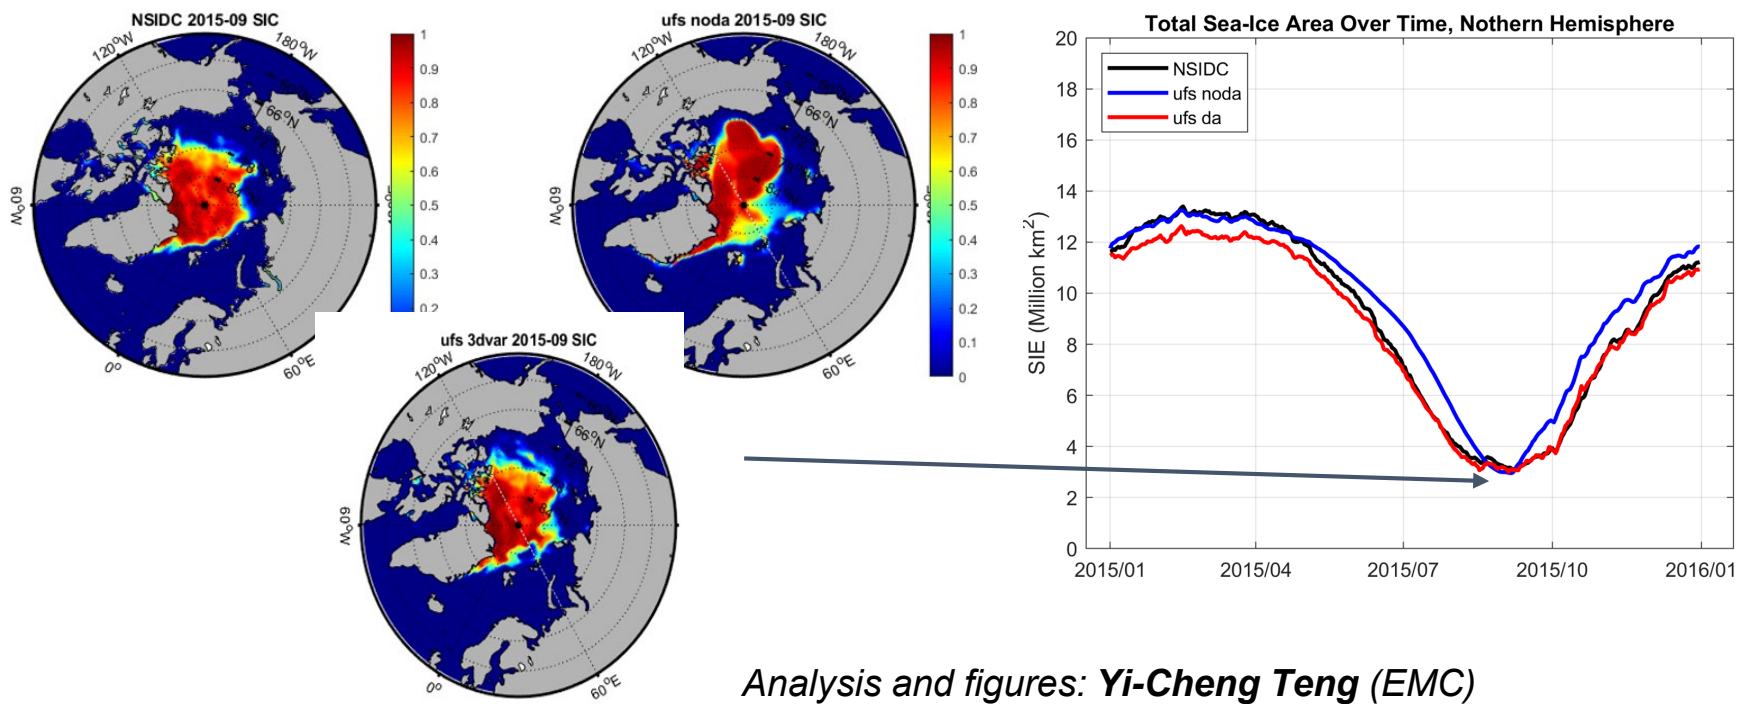 NSIDC 2015-09 SIC
120°W
180°W
66°N
84
60°W
0°
60°E
1
0.9
0.8
0.7
0.6
0.5
0.4
0.3
0.2
ufs noda 2015-09 SIC
180°W
66°N
84
60°W
60°E
1
0.9
0.8
0.7
0.6
0.5
0.4
0.3
0.2
0.1
0
ufs 3dvar 2015-09 SIC
120°W
180°W
66°N
84
60°W
0°
60°E
Total Sea-Ice Area Over Time, Nothern Hemisphere
NSIDC
ufs noda
ufs da
SIE (Million km²)
20
18
16
14
12
10
8
6
4
2
0
2015/01 2015/04 2015/07 2015/10 2016/01
Analysis and figures: Yi-Cheng Teng (EMC)